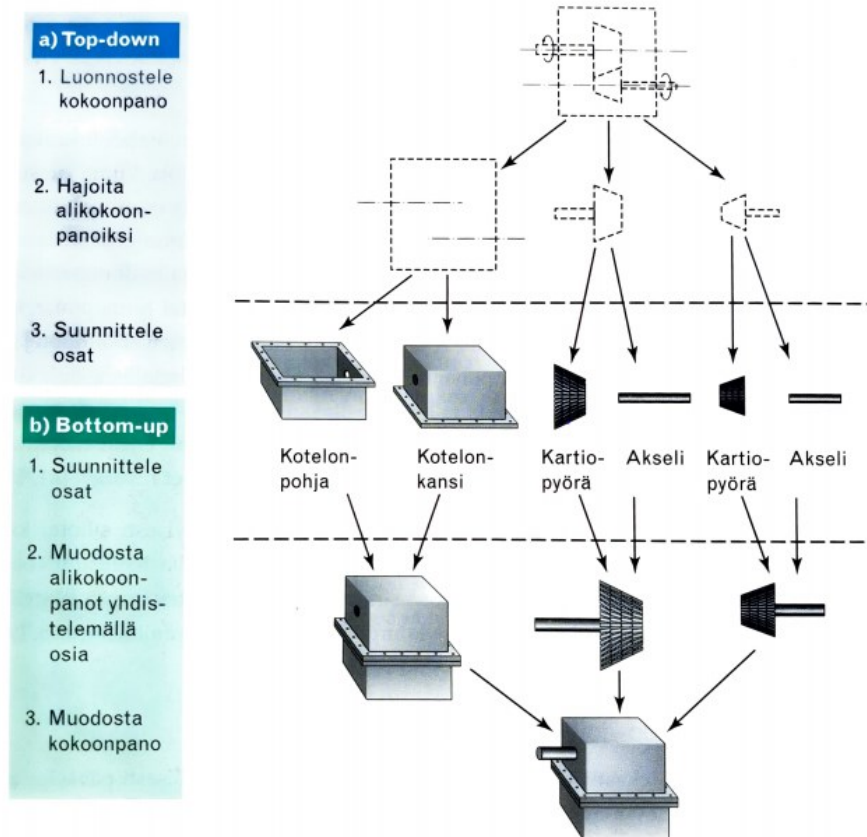 a) Top-down
1. Luonnostele
kokoonpano
2. Hajoita
alikokoon-
panoiksi
3. Suunnittele
osat
b) Bottom-up
1. Suunnittele
osat
2. Muodosta
alikokoon-
panot yhdis-
telemällä
osia
3. Muodosta
kokoonpano
Kotelon-
pohja
Kotelon-
kansi
Kartio-
pyörä
Akseli
Kartio-
pyörä
Akseli